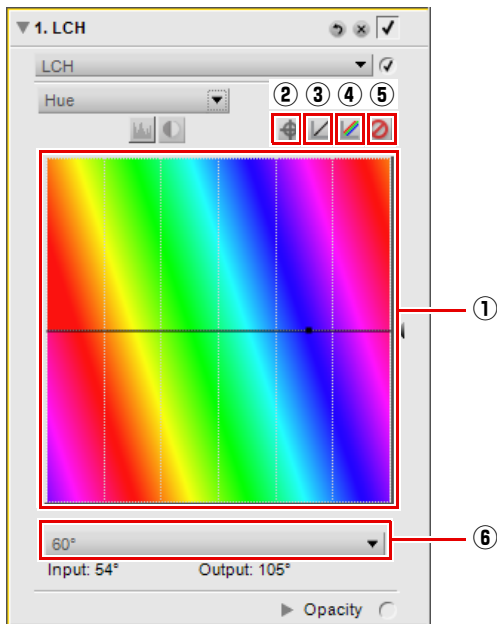 1. LCH
LCH
Hue
② ③ ④ ⑤
①
60°
⑥
Input: 54° Output: 105°
Opacity